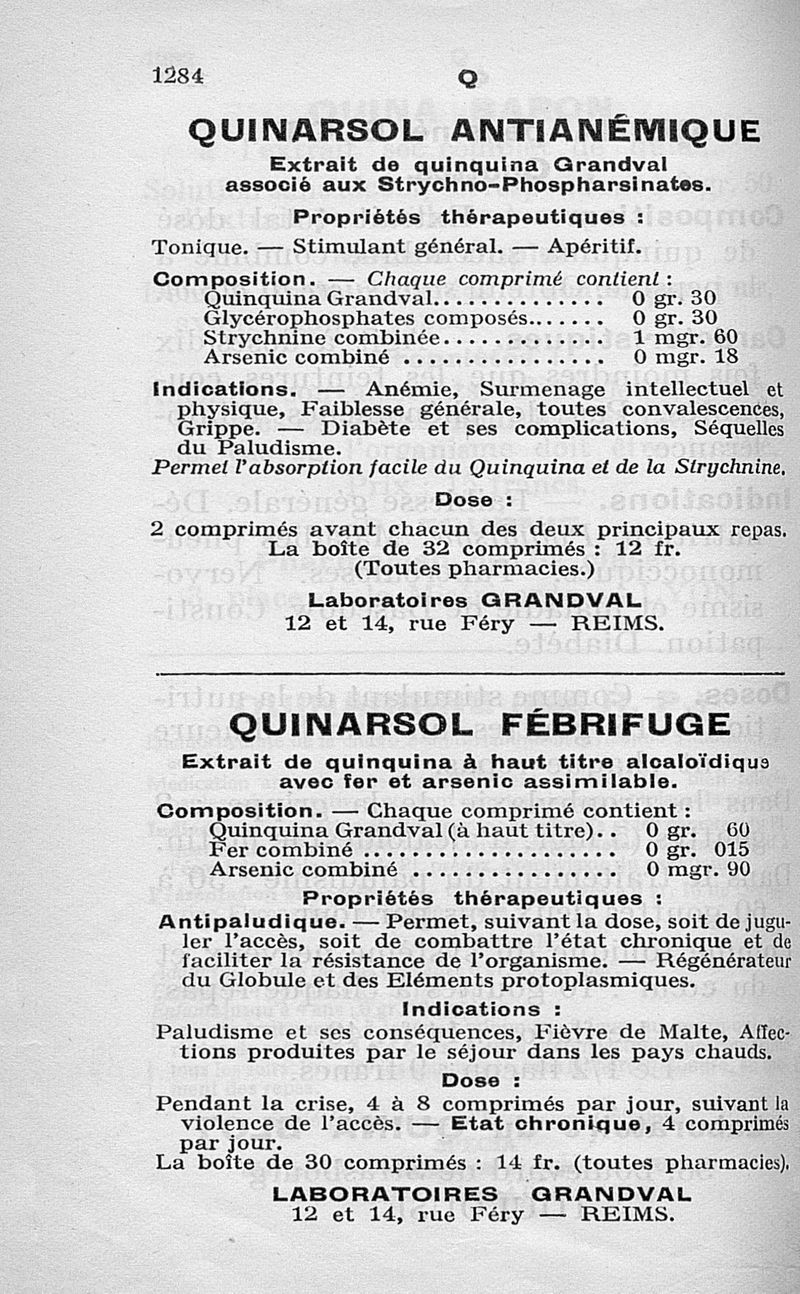 1284
Q
QUINARSOL ANTIANÉMIQUE
Extrait de quinquina Grandval
associé aux Strychno-Phospharsinates.
Propriétés thérapeutiques :
Tonique. — Stimulant général. — Apéritif.
Composition. — Chaque comprimé contient :
Quinquina Grandval............... 0 gr. 30
Glycérophosphates composés....... 0 gr. 30
Strychnine combinée............. 1 mgr. 60
Arsenic combiné ................ 0 mgr. 18
Indications. — Anémie, Surmenage intellectuel et
physique, Faiblesse générale, toutes convalescences,
Grippe. — Diabète et ses complications, Séquelles
du Paludisme.
Permet l'absorption facile du Quinquina et de la Strychnine.
Dose :
2 comprimés avant chacun des deux principaux repas.
La boîte de 32 comprimés : 12 fr.
(Toutes pharmacies.)
Laboratoires GRANDVAL
12 et 14, rue Féry — REIMS.
QUINARSOL FÉBRIFUGE
Extrait de quinquina à haut titre alcaloïdique
avec fer et arsenic assimilable.
Composition. — Chaque comprimé contient :
Quinquina Grandval (à haut titre).. 0 gr. 60
Fer combiné .................... 0 gr. 015
Arsenic combiné ................ 0 mgr. 90
Propriétés thérapeutiques :
Antipaludique. — Permet, suivant la dose, soit de jugu-
ler l'accès, soit de combattre l'état chronique et de
faciliter la résistance de l'organisme. — Régénérateur
du Globule et des Eléments protoplasmiques.
Indications :
Paludisme et ses conséquences, Fièvre de Malte, Affec-
tions produites par le séjour dans les pays chauds.
Dose :
Pendant la crise, 4 à 8 comprimés par jour, suivant la
violence de l'accès. — Etat chronique, 4 comprimés
par jour.
La boîte de 30 comprimés : 14 fr. (toutes pharmacies).
LABORATOIRES GRANDVAL
12 et 14, rue Féry — REIMS.